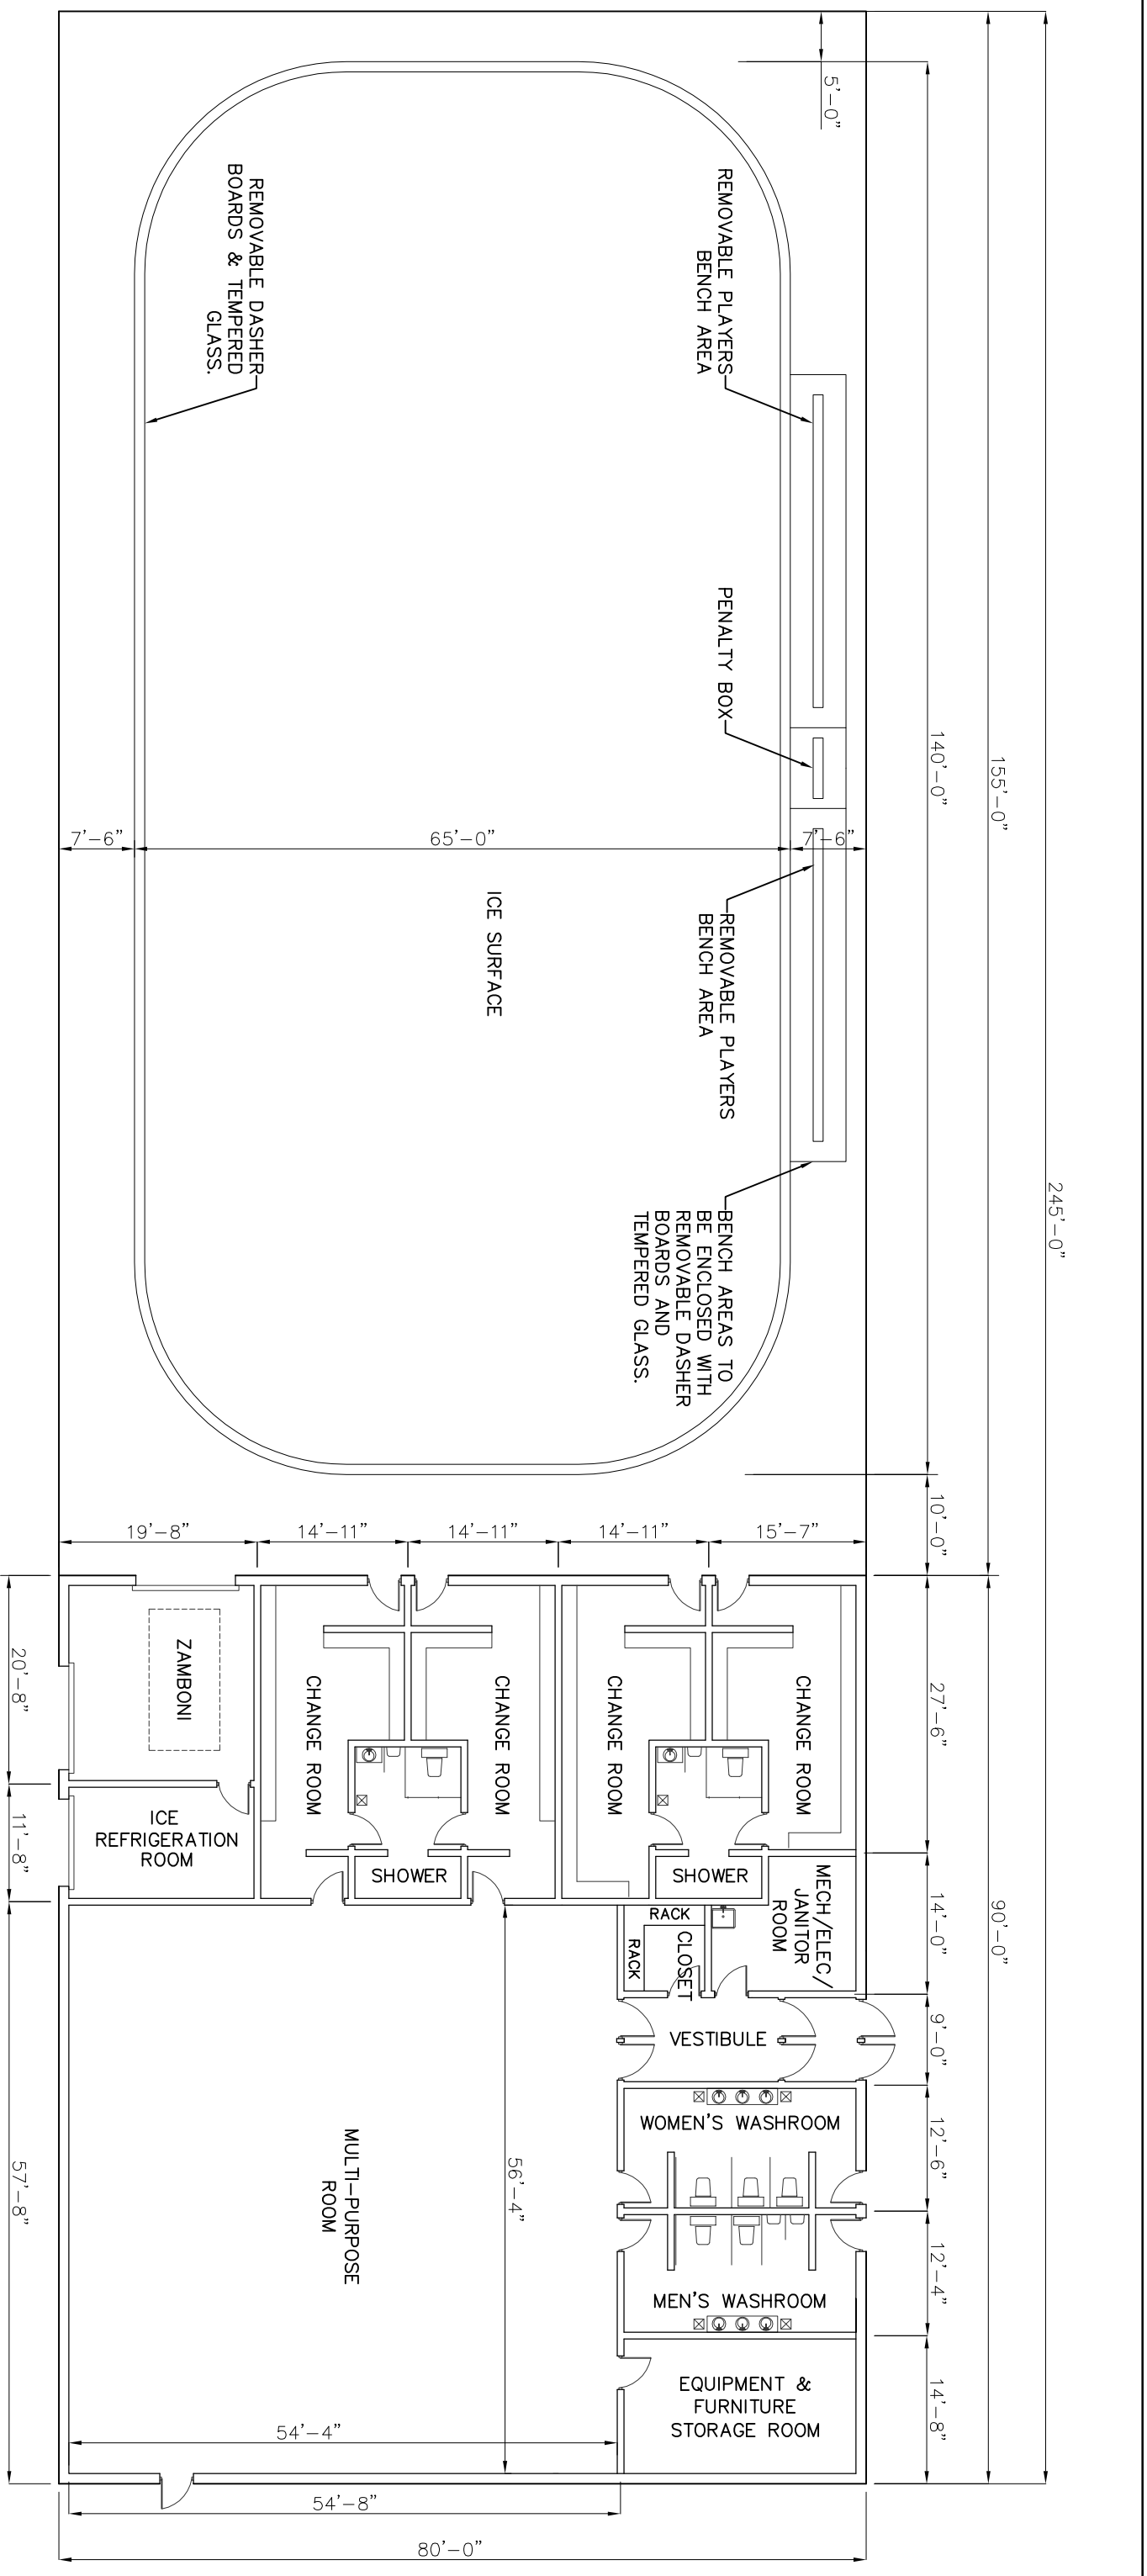 5'-0"
REMOVABLE PLAYERS
BENCH AREA
REMOVABLE DASHER
BOARDS & TEMPERED
GLASS.
PENALTY BOX
140'-0"
155'-0"
245'-0"
7'-6"
65'-0"
7'-6"
ICE SURFACE
REMOVABLE PLAYERS
BENCH AREA
BENCH AREAS TO
BE ENCLOSED WITH
REMOVABLE DASHER
BOARDS AND
TEMPERED GLASS.
10'-0"
19'-8"
14'-11"
14'-11"
14'-11"
15'-7"
ZAMBONI
CHANGE ROOM
CHANGE ROOM
CHANGE ROOM
CHANGE ROOM
27'-6"
20'-8"
ICE
REFRIGERATION
ROOM
11'-8"
SHOWER
SHOWER
MECH/ELEC/
JANITOR
ROOM
14'-0"
90'-0"
RACK
RACK
CLOSET
VESTIBULE
9'-0"
WOMEN'S WASHROOM
12'-6"
MULTI-PURPOSE
ROOM
56'-4"
57'-8"
12'-4"
MEN'S WASHROOM
EQUIPMENT &
FURNITURE
STORAGE ROOM
14'-8"
54'-4"
54'-8"
80'-0"